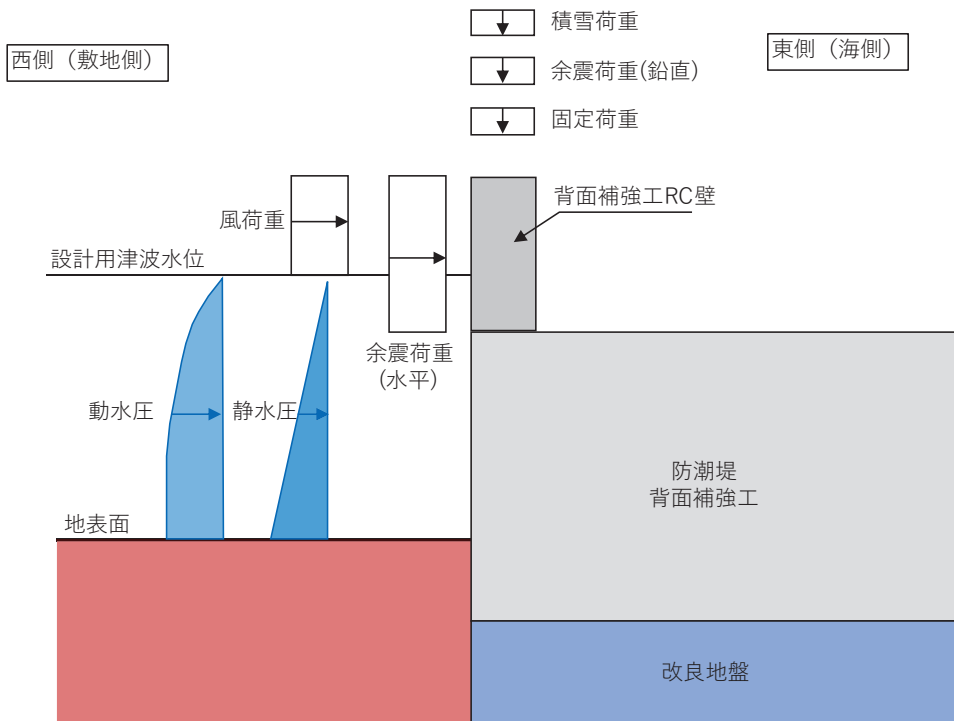 積雪荷重
西側（敷地側）
東側（海側）
余震荷重(鉛直)
固定荷重
背面補強工RC壁
風荷重
設計用津波水位
余震荷重
(水平)
動水圧
静水圧
防潮堤
背面補強工
地表面
改良地盤